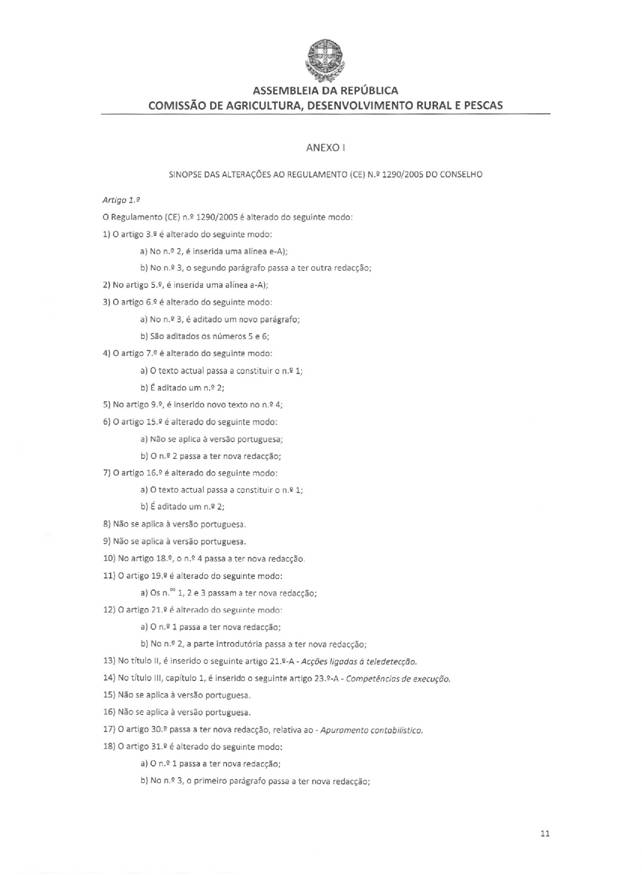 ASSEMBLEIA DA REPÚBLICA
COMISSÃO DE AGRICULTURA, DESENVOLVIMENTO RURAL E PESCAS
ANEXO I
SINOPSE DAS ALTERAÇÕES AO REGULAMENTO (CE) N.º 1290/2005 DO CONSELHO
Artigo 1.º
O Regulamento (CE) n.º 1290/2005 é alterado do seguinte modo:
1) O artigo 3.º é alterado do seguinte modo:
a) No n.º 2, é inserida uma alínea e-A);
b) No n.º 3, o segundo parágrafo passa a ter outra redacção;
2) No artigo 5.º, é inserida uma alínea a-A);
3) O artigo 6.º é alterado do seguinte modo:
a) No n.º 3, é aditado um novo parágrafo;
b) São aditados os números 5 e 6;
4) O artigo 7.º é alterado do seguinte modo:
a) O texto actual passa a constituir o n.º 1;
b) É aditado um n.º 2;
5) No artigo 9.º, é inserido novo texto no n.º 4;
6) O artigo 15.º é alterado do seguinte modo:
a) Não se aplica à versão portuguesa;
b) O n.º 2 passa a ter nova redacção;
7) O artigo 16.º é alterado do seguinte modo:
a) O texto actual passa a constituir o n.º 1;
b) É aditado um n.º 2;
8) Não se aplica à versão portuguesa.
9) Não se aplica à versão portuguesa.
10) No artigo 18.º, o n.º 4 passa a ter nova redacção.
11) O artigo 19.º é alterado do seguinte modo:
a) Os n.ºs 1, 2 e 3 passam a ter nova redacção;
12) O artigo 21.º é alterado do seguinte modo:
a) O n.º 1 passa a ter nova redacção;
b) No n.º 2, a parte introdutória passa a ter nova redacção;
13) No título II, é inserido o seguinte artigo 21.º-A - Acções ligadas à teledetecção.
14) No título III, capítulo 1, é inserido o seguinte artigo 23.º-A - Competências de execução.
15) Não se aplica à versão portuguesa.
16) Não se aplica à versão portuguesa.
17) O artigo 30.º passa a ter nova redacção, relativa ao - Apuramento contabilístico.
18) O artigo 31.º é alterado do seguinte modo:
a) O n.º 1 passa a ter nova redacção;
b) No n.º 3, o primeiro parágrafo passa a ter nova redacção;
11